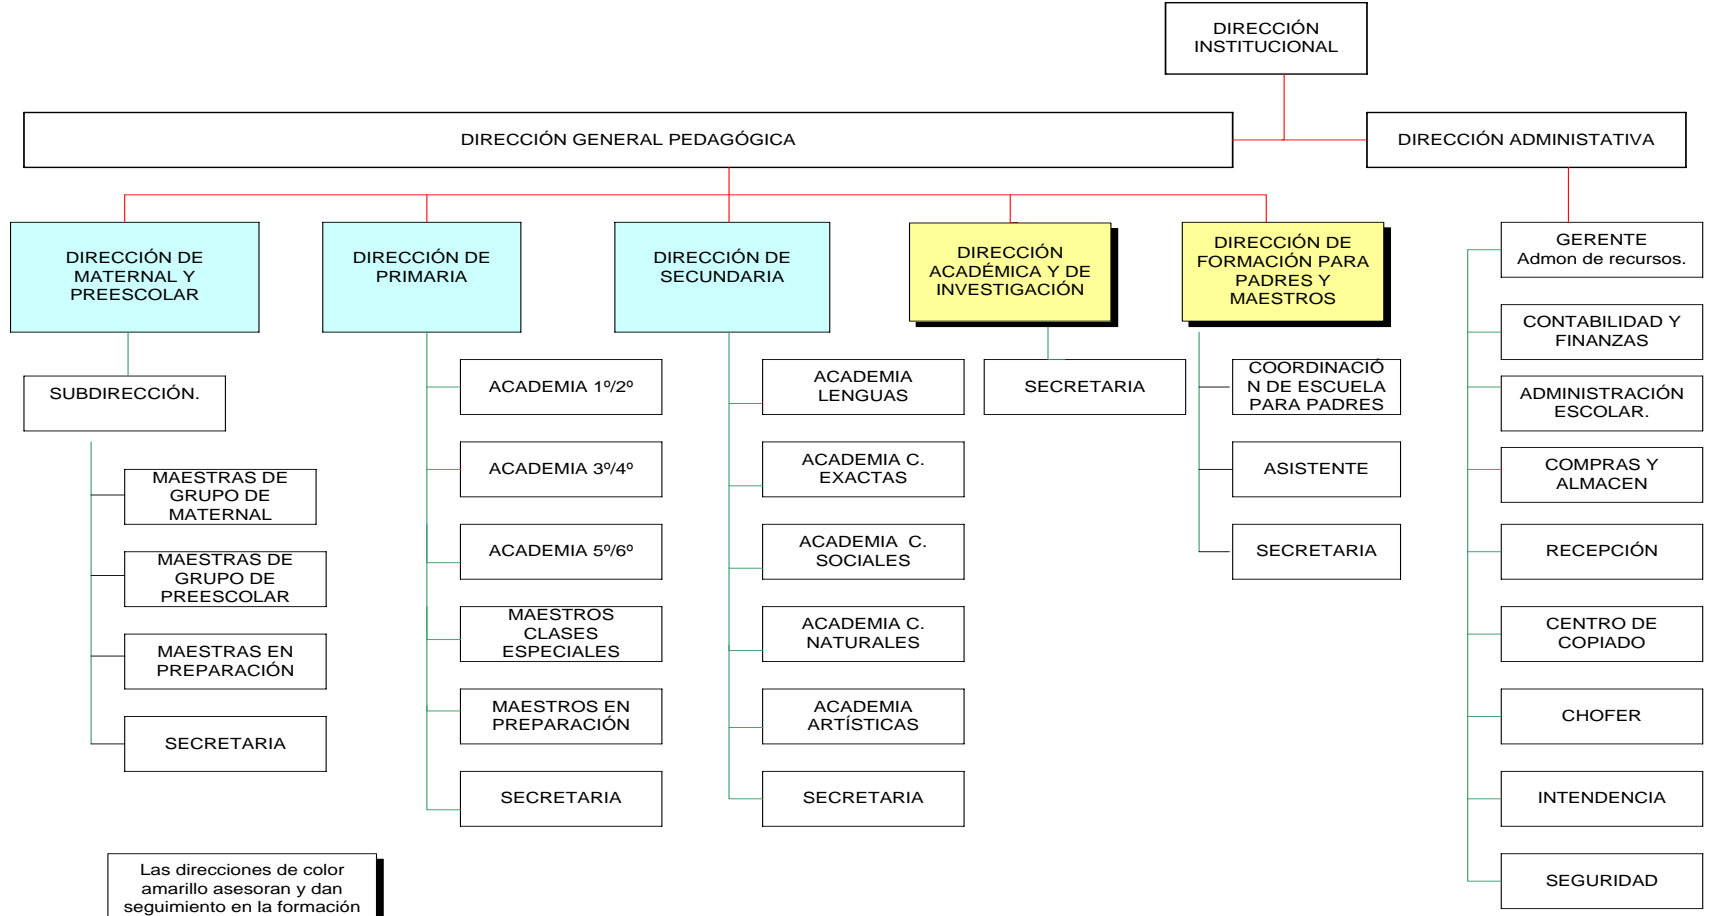 DIRECCIÓN
INSTITUCIONAL
DIRECCIÓN GENERAL PEDAGÓGICA
DIRECCIÓN ADMINISTATIVA
DIRECCIÓN DE
MATERNAL Y
PREESCOLAR
SUBDIRECCIÓN.
MAESTRAS DE
GRUPO DE
MATERNAL
MAESTRAS DE
GRUPO DE
PREESCOLAR
MAESTRAS EN
PREPARACIÓN
SECRETARIA
DIRECCIÓN DE
PRIMARIA
ACADEMIA 1º/2º
ACADEMIA 3º/4º
ACADEMIA 5º/6º
MAESTROS
CLASES
ESPECIALES
MAESTROS EN
PREPARACIÓN
SECRETARIA
DIRECCIÓN DE
SECUNDARIA
ACADEMIA
LENGUAS
ACADEMIA C.
EXACTAS
ACADEMIA  C.
SOCIALES
ACADEMIA C.
NATURALES
ACADEMIA
ARTÍSTICAS
SECRETARIA
DIRECCIÓN
ACADÉMICA Y DE
INVESTIGACIÓN
SECRETARIA
DIRECCIÓN DE
FORMACIÓN PARA
PADRES Y
MAESTROS
COORDINACIÓ
N DE ESCUELA
PARA PADRES
ASISTENTE
SECRETARIA
GERENTE
Admon de recursos.
CONTABILIDAD Y
FINANZAS
ADMINISTRACIÓN
ESCOLAR.
COMPRAS Y
ALMACEN
RECEPCIÓN
CENTRO DE
COPIADO
CHOFER
INTENDENCIA
SEGURIDAD
Las direcciones de color
amarillo asesoran y dan
seguimiento en la formación